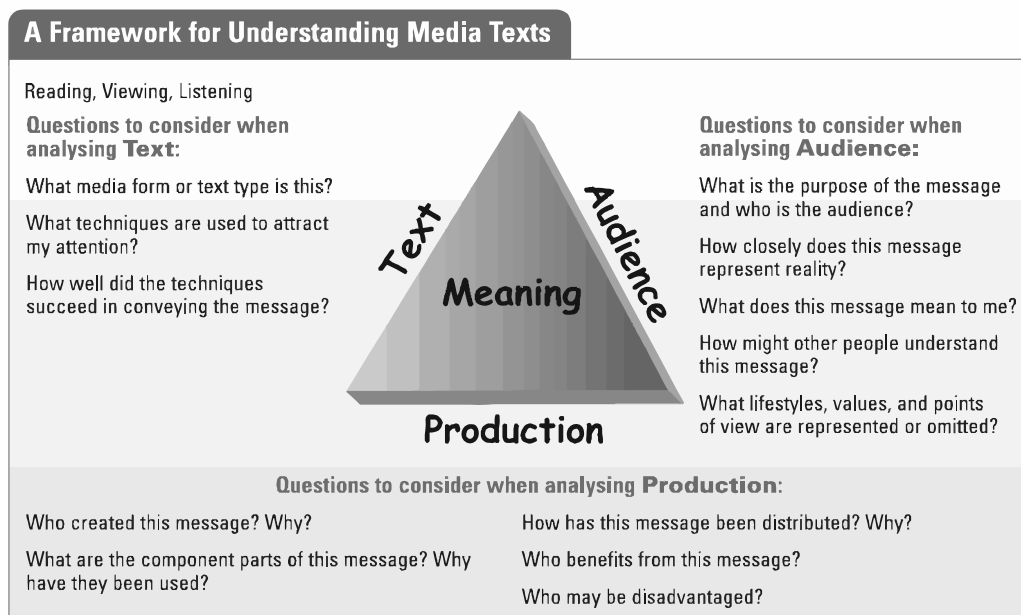 A Framework for Understanding Media Texts
Reading, Viewing, Listening
Questions to consider when
analysing Text:
What media form or text type is this?
What techniques are used to attract
my attention?
How well did the techniques
succeed in conveying the message?
Text
Meaning
Audience
Production
Questions to consider when
analysing Audience:
What is the purpose of the message
and who is the audience?
How closely does this message
represent reality?
What does this message mean to me?
How might other people understand
this message?
What lifestyles, values, and points
of view are represented or omitted?
Questions to consider when analysing Production:
Who created this message? Why?
What are the component parts of this message? Why
have they been used?
How has this message been distributed? Why?
Who benefits from this message?
Who may be disadvantaged?